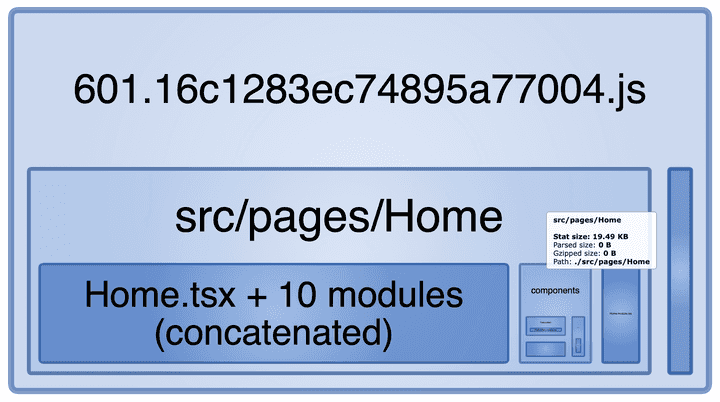 601.16c1283ec74895a77004.js
src/pages/Home
src/pages/Home
Stat size: 19.49 KB
Parsed size: 0 B
Gzipped size: 0 B
Path: ./src/pages/Home
Home.tsx + 10 modules
(concatenated)
components